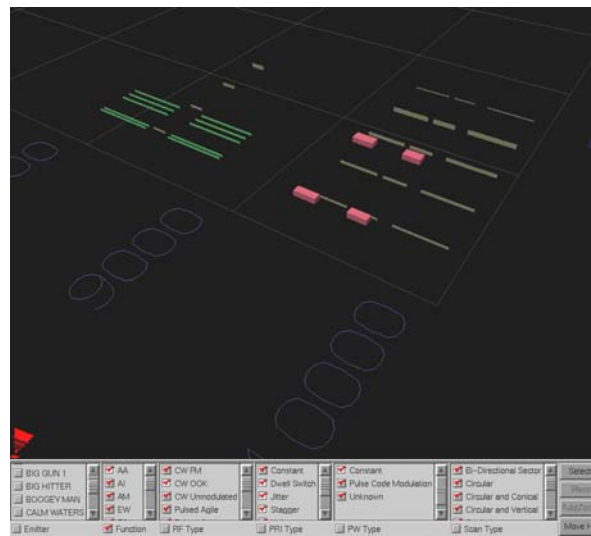 9000
0000
BIG GUN 1
BIG HITTER
BOOGEY MAN
CALM WATERS
AA
AI
AM
EW
CW FM
CW OOK
CW Unmodulated
Pulsed Agile
Constant
Dwell Switch
Jitter
Stagger
Constant
Pulse Code Modulation
Unknown
Bi-Directional Sector
Circular
Circular and Conical
Circular and Vertical
Emitter
Function
RF Type
PRI Type
PW Type
Scan Type
Select
Move H